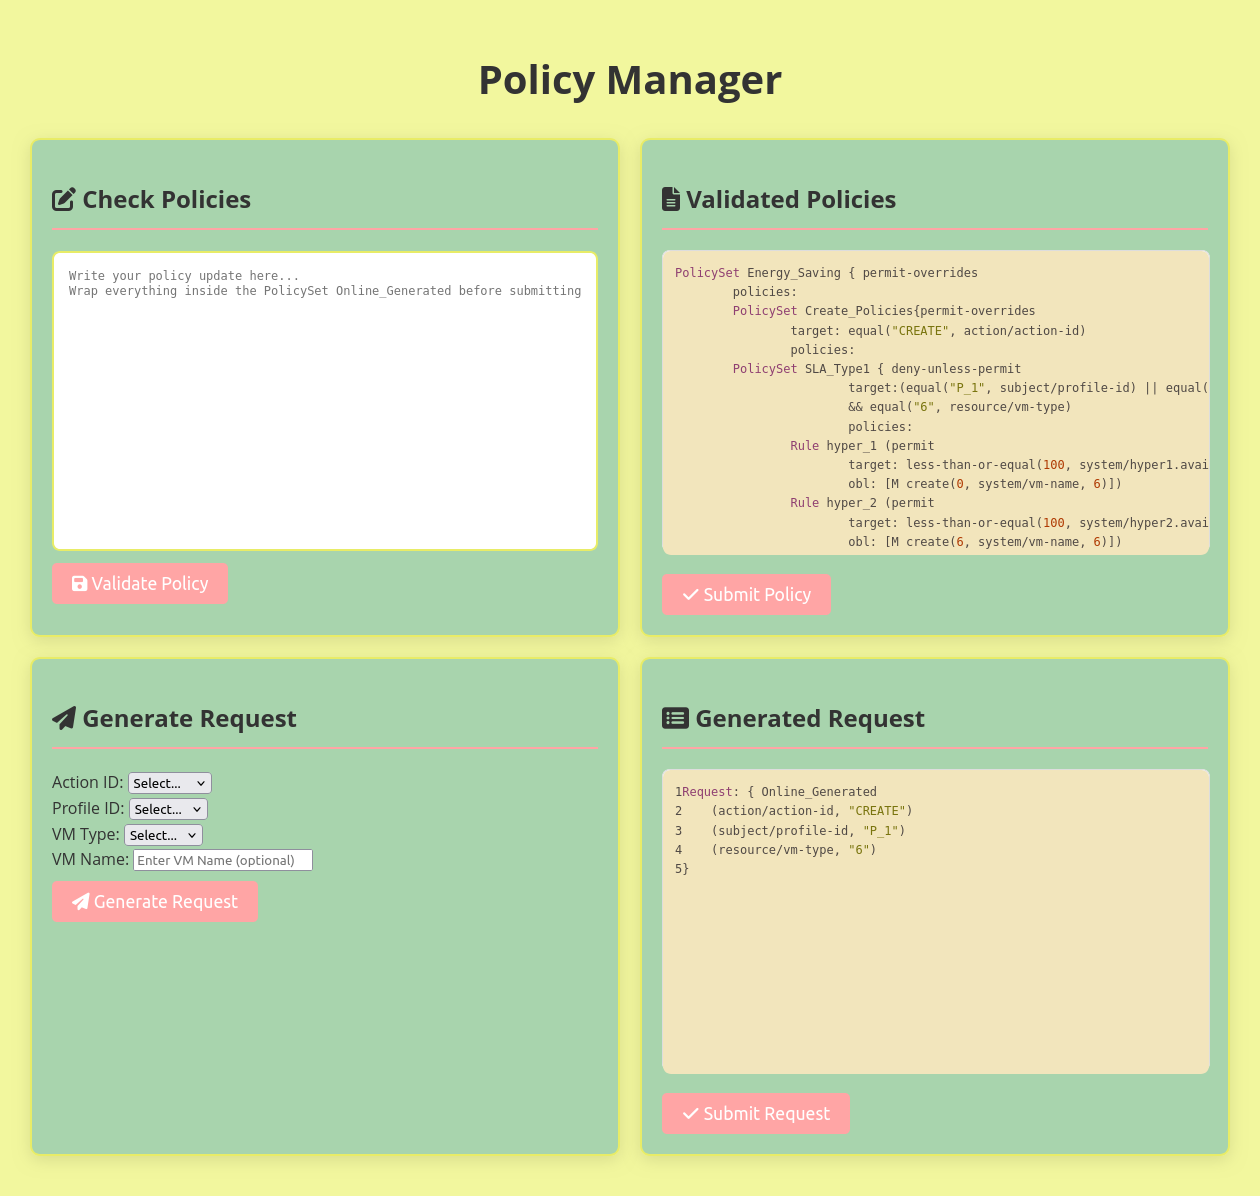 Policy Manager
Check Policies
Write your policy update here...
Wrap everything inside the PolicySet Online_Generated before submitting
Validate Policy
Validated Policies
PolicySet Energy_Saving { permit-overrides
policies:
PolicySet Create_Policies{permit-overrides
target: equal("CREATE", action/action-id)
policies:
PolicySet SLA_Type1 { deny-unless-permit
target:(equal("P_1", subject/profile-id) || equal(
&& equal("6", resource/vm-type)
policies:
Rule hyper_1 (permit
target: less-than-or-equal(100, system/hyper1.avai
obl: [M create(0, system/vm-name, 6)])
Rule hyper_2 (permit
target: less-than-or-equal(100, system/hyper2.avai
obl: [M create(6, system/vm-name, 6)])
Submit Policy
Generate Request
Action ID: Select...
Profile ID: Select...
VM Type: Select...
VM Name: Enter VM Name (optional)
Generate Request
Generated Request
1Request: { Online_Generated
2    (action/action-id, "CREATE")
3    (subject/profile-id, "P_1")
4    (resource/vm-type, "6")
5}
Submit Request